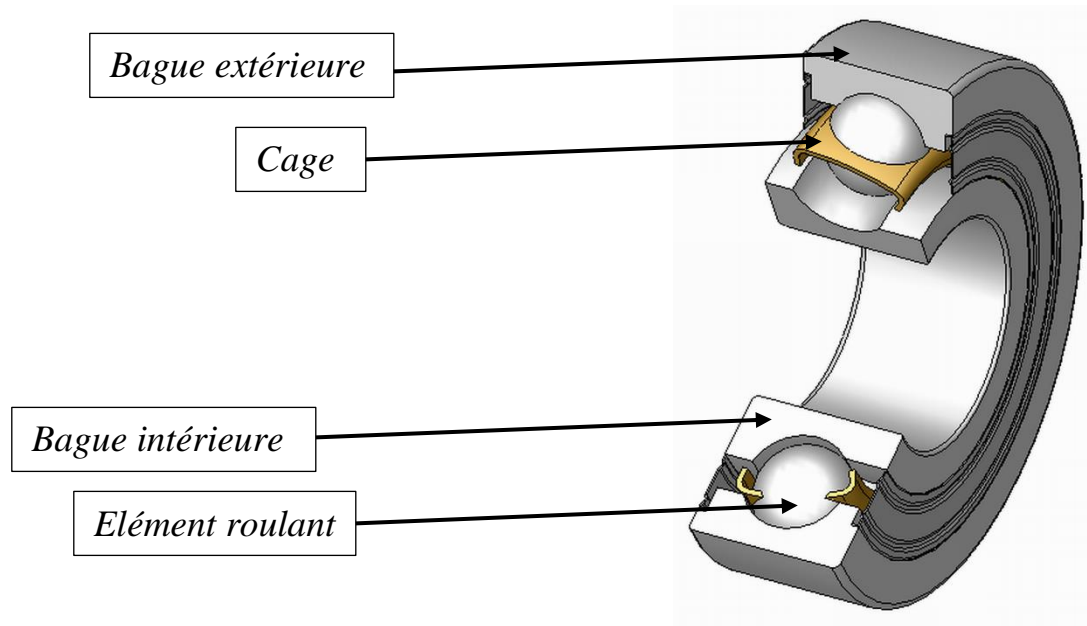 Bague extérieure
Cage
Bague intérieure
Elément roulant